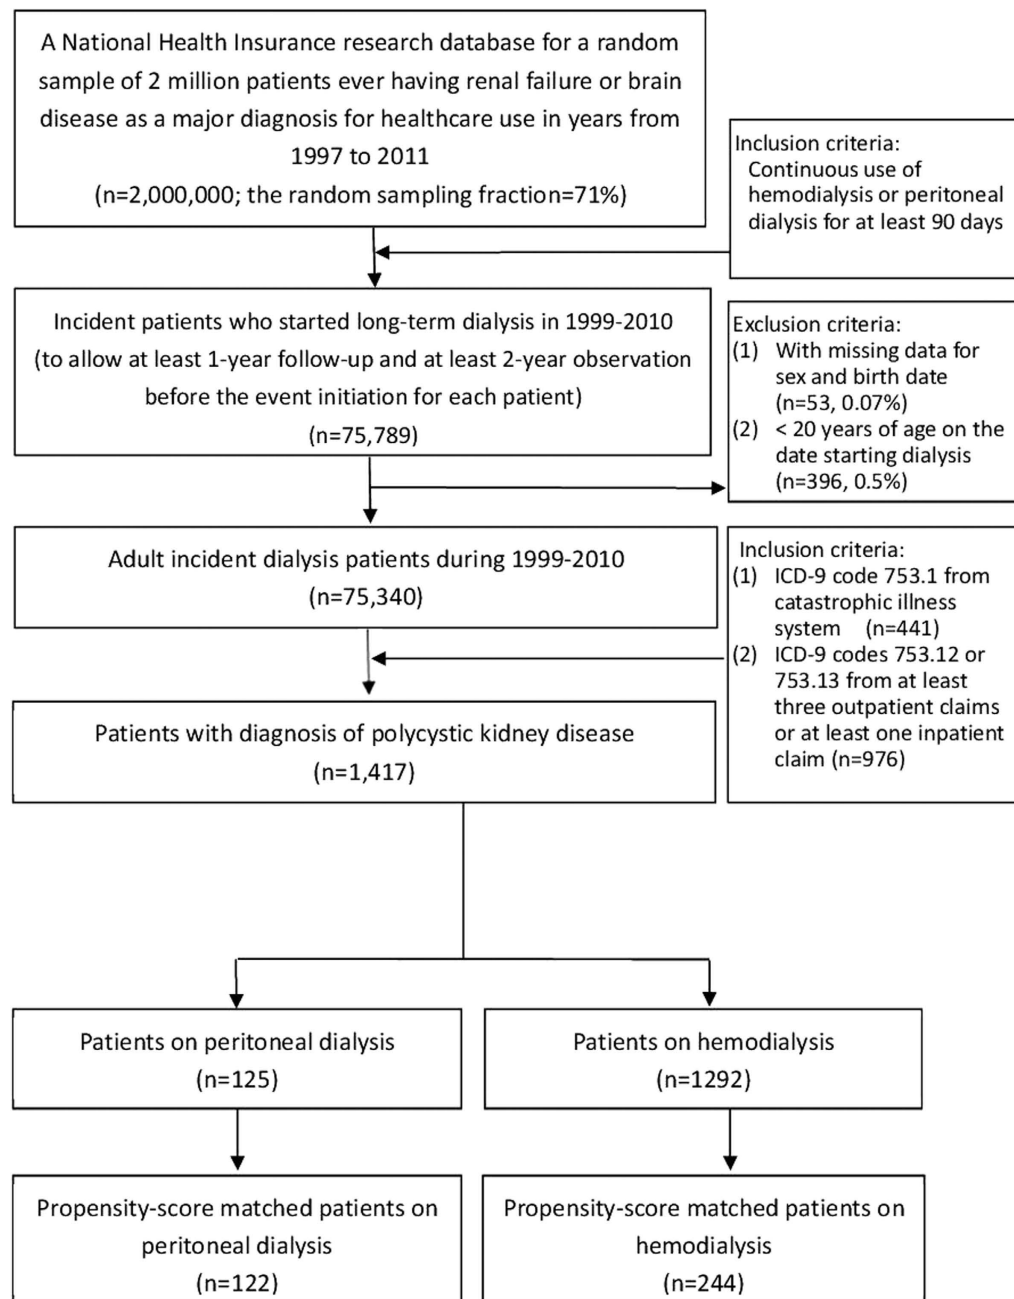 A National Health Insurance research database for a random
sample of 2 million patients ever having renal failure or brain
disease as a major diagnosis for healthcare use in years from
1997 to 2011
(n=2,000,000; the random sampling fraction=71%)
Inclusion criteria:
Continuous use of
hemodialysis or peritoneal
dialysis for at least 90 days
Incident patients who started long-term dialysis in 1999-2010
(to allow at least 1-year follow-up and at least 2-year observation
before the event initiation for each patient)
(n=75,789)
Exclusion criteria:
(1) With missing data for
sex and birth date
(n=53, 0.07%)
(2) < 20 years of age on the
date starting dialysis
(n=396, 0.5%)
Adult incident dialysis patients during 1999-2010
(n=75,340)
Inclusion criteria:
(1) ICD-9 code 753.1 from
catastrophic illness
system (n=441)
(2) ICD-9 codes 753.12 or
753.13 from at least
three outpatient claims
or at least one inpatient
claim (n=976)
Patients with diagnosis of polycystic kidney disease
(n=1,417)
Patients on peritoneal dialysis
(n=125)
Patients on hemodialysis
(n=1292)
Propensity-score matched patients on
peritoneal dialysis
(n=122)
Propensity-score matched patients on
hemodialysis
(n=244)